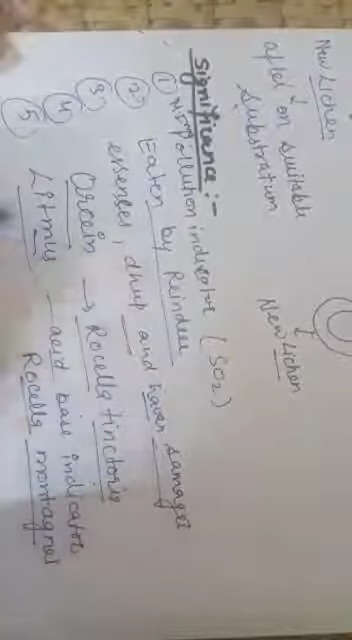 New Lichen
after on suitable
Substratum
New Lichen
Significance :-
① pollution indicator (SO₂)
② Eaten by Reindeer
③ essences, dhup and havan samagri
④ Orcein → Rocella tinctoria
⑤ Litmus — acid base indicator
Rocella montagnei